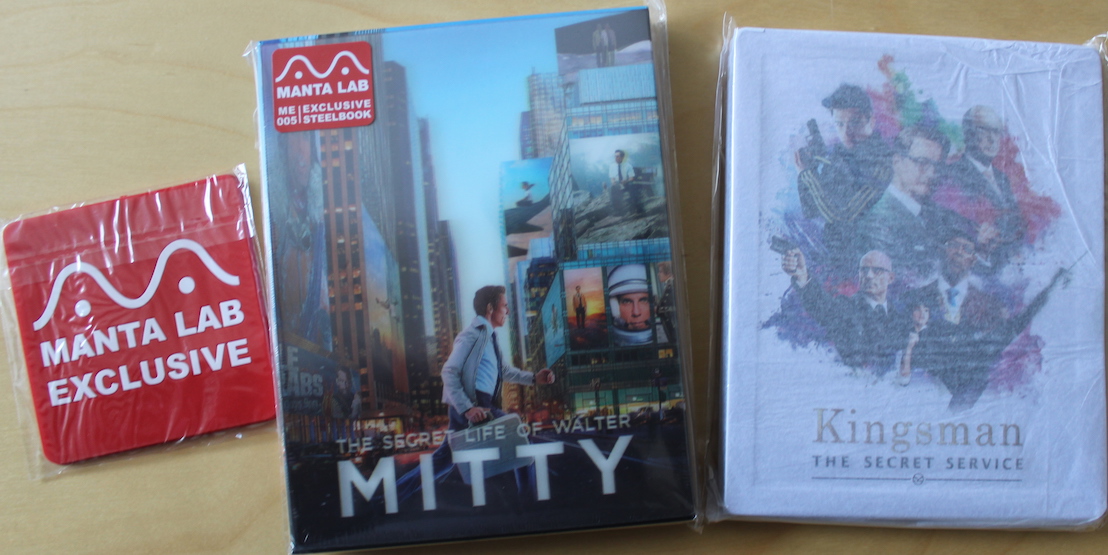 MANTA LAB
EXCLUSIVE
MANTA LAB
ME 005 | EXCLUSIVE STEELBOOK
THE SECRET LIFE OF WALTER
MITTY
Kingsman
THE SECRET SERVICE